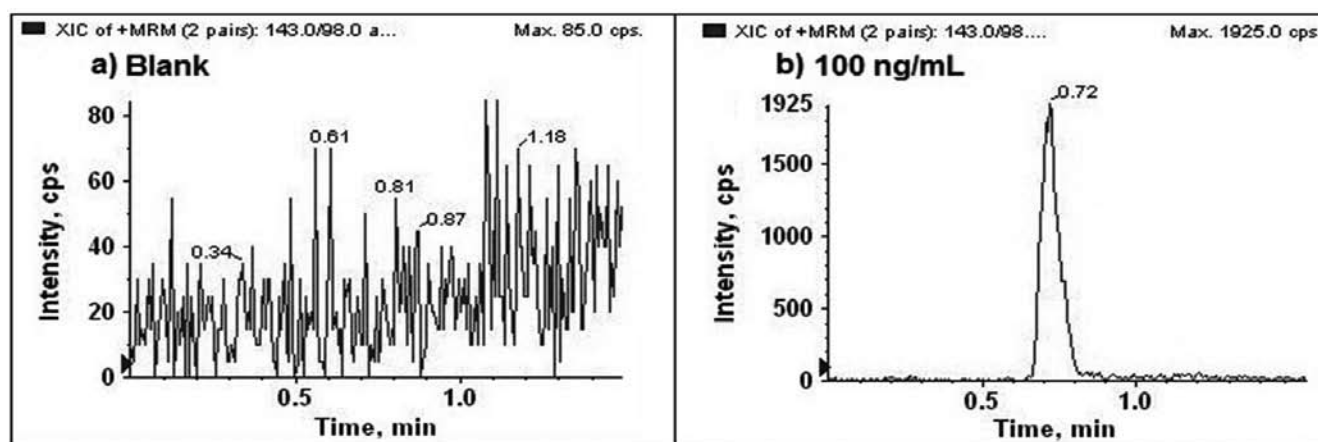 XIC of +MRM (2 pairs): 143.0/98.0 a... Max. 85.0 cps.
a) Blank
80
60
40
20
0
0.34
0.61
0.81
0.87
1.18
0.5 1.0
Intensity, cps
Time, min
XIC of +MRM (2 pairs): 143.0/98.... Max. 1925.0 cps
b) 100 ng/mL
1925
1500
1000
500
0
0.72
0.5 1.0
Intensity, cps
Time, min